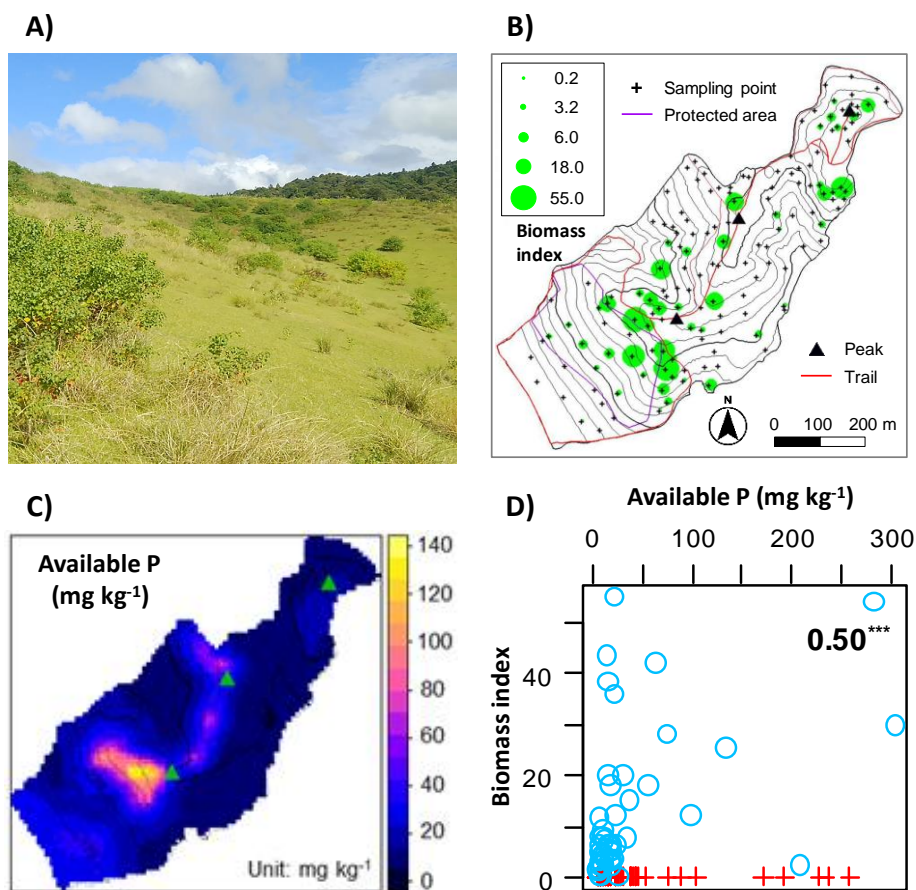 A)
B)
0.2
3.2
6.0
18.0
55.0
Biomass
index
Sampling point
Protected area
Peak
Trail
N
0 100 200 m
C)
Available P
(mg kg⁻¹)
140
120
100
80
60
40
20
0
Unit: mg kg⁻¹
D)
Available P (mg kg⁻¹)
0 100 200 300
0.50***
Biomass index
40
20
0